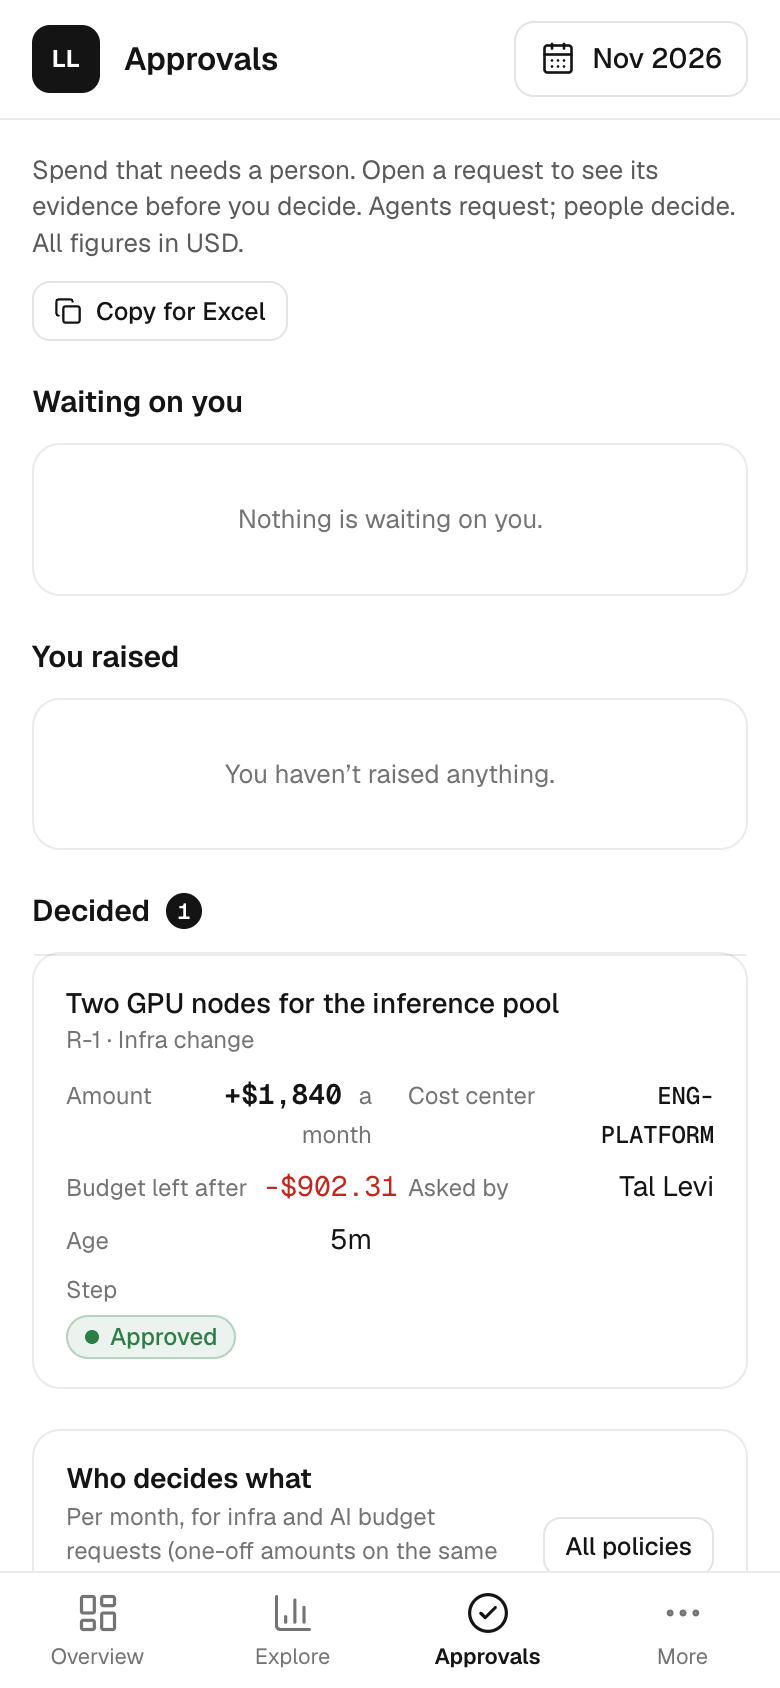 LL
Approvals
Nov 2026
Spend that needs a person. Open a request to see its
evidence before you decide. Agents request; people decide.
All figures in USD.
Copy for Excel
Waiting on you
Nothing is waiting on you.
You raised
You haven’t raised anything.
Decided 1
Two GPU nodes for the inference pool
R-1 · Infra change
Amount +$1,840 a month
Cost center ENG-PLATFORM
Budget left after -$902.31
Asked by Tal Levi
Age 5m
Step
Approved
Who decides what
Per month, for infra and AI budget
requests (one-off amounts on the same
All policies
Overview
Explore
Approvals
More